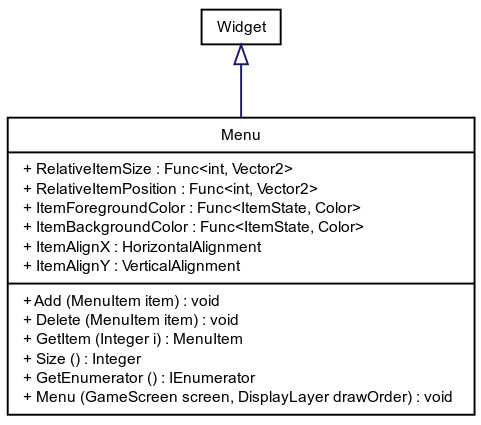 Widget
Menu
+ RelativeItemSize : Func<int, Vector2>
+ RelativeItemPosition : Func<int, Vector2>
+ ItemForegroundColor : Func<ItemState, Color>
+ ItemBackgroundColor : Func<ItemState, Color>
+ ItemAlignX : HorizontalAlignment
+ ItemAlignY : VerticalAlignment
+ Add (MenuItem item) : void
+ Delete (MenuItem item) : void
+ GetItem (Integer i) : MenuItem
+ Size () : Integer
+ GetEnumerator () : IEnumerator
+ Menu (GameScreen screen, DisplayLayer drawOrder) : void